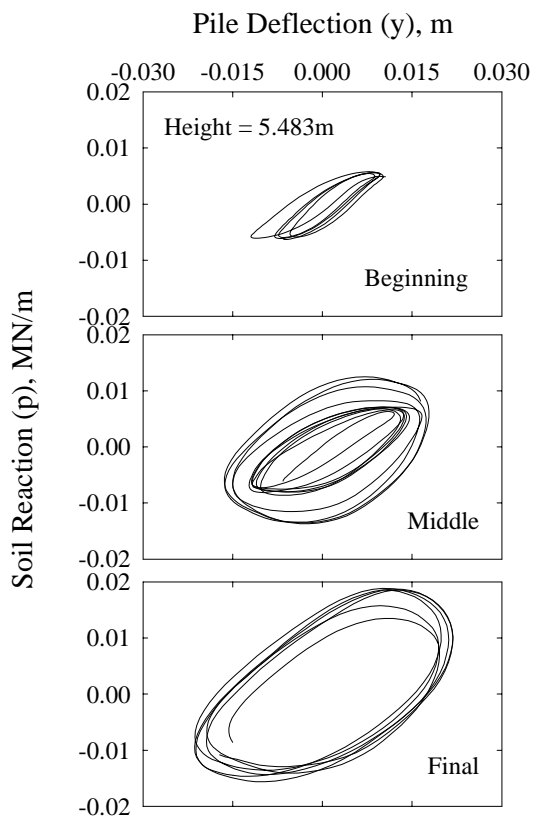 Pile Deflection (y), m
-0.030 -0.015 0.000 0.015 0.030
Soil Reaction (p), MN/m
0.02
Height = 5.483m
0.01
0.00
-0.01
Beginning
-0.02
0.01
0.00
-0.01
Middle
-0.02
0.02
0.01
0.00
-0.01
Final
-0.02